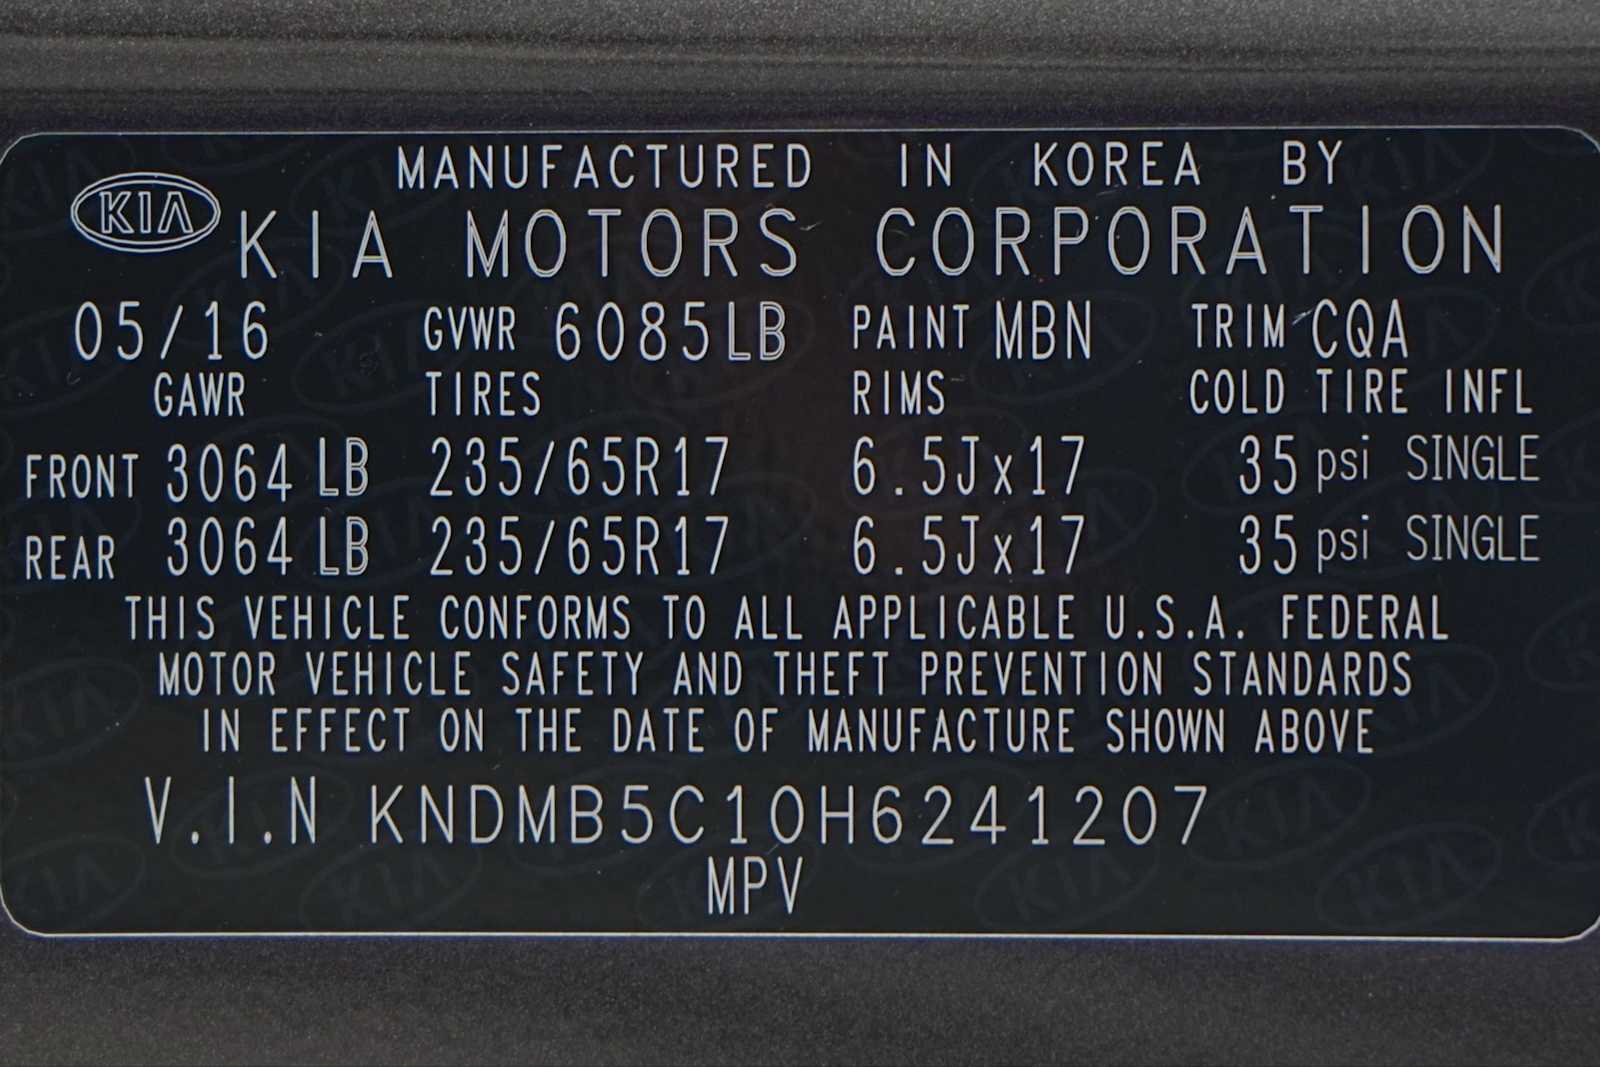 MANUFACTURED IN KOREA BY
KIA KIA MOTORS CORPORATION
05/16 GVWR 6085LB PAINT MBN TRIM CQA
GAWR TIRES RIMS COLD TIRE INFL
FRONT 3064 LB 235/65R17 6.5Jx17 35 psi SINGLE
REAR 3064 LB 235/65R17 6.5Jx17 35 psi SINGLE
THIS VEHICLE CONFORMS TO ALL APPLICABLE U.S.A. FEDERAL
MOTOR VEHICLE SAFETY AND THEFT PREVENTION STANDARDS
IN EFFECT ON THE DATE OF MANUFACTURE SHOWN ABOVE
V.I.N KNDMB5C10H6241207
MPV